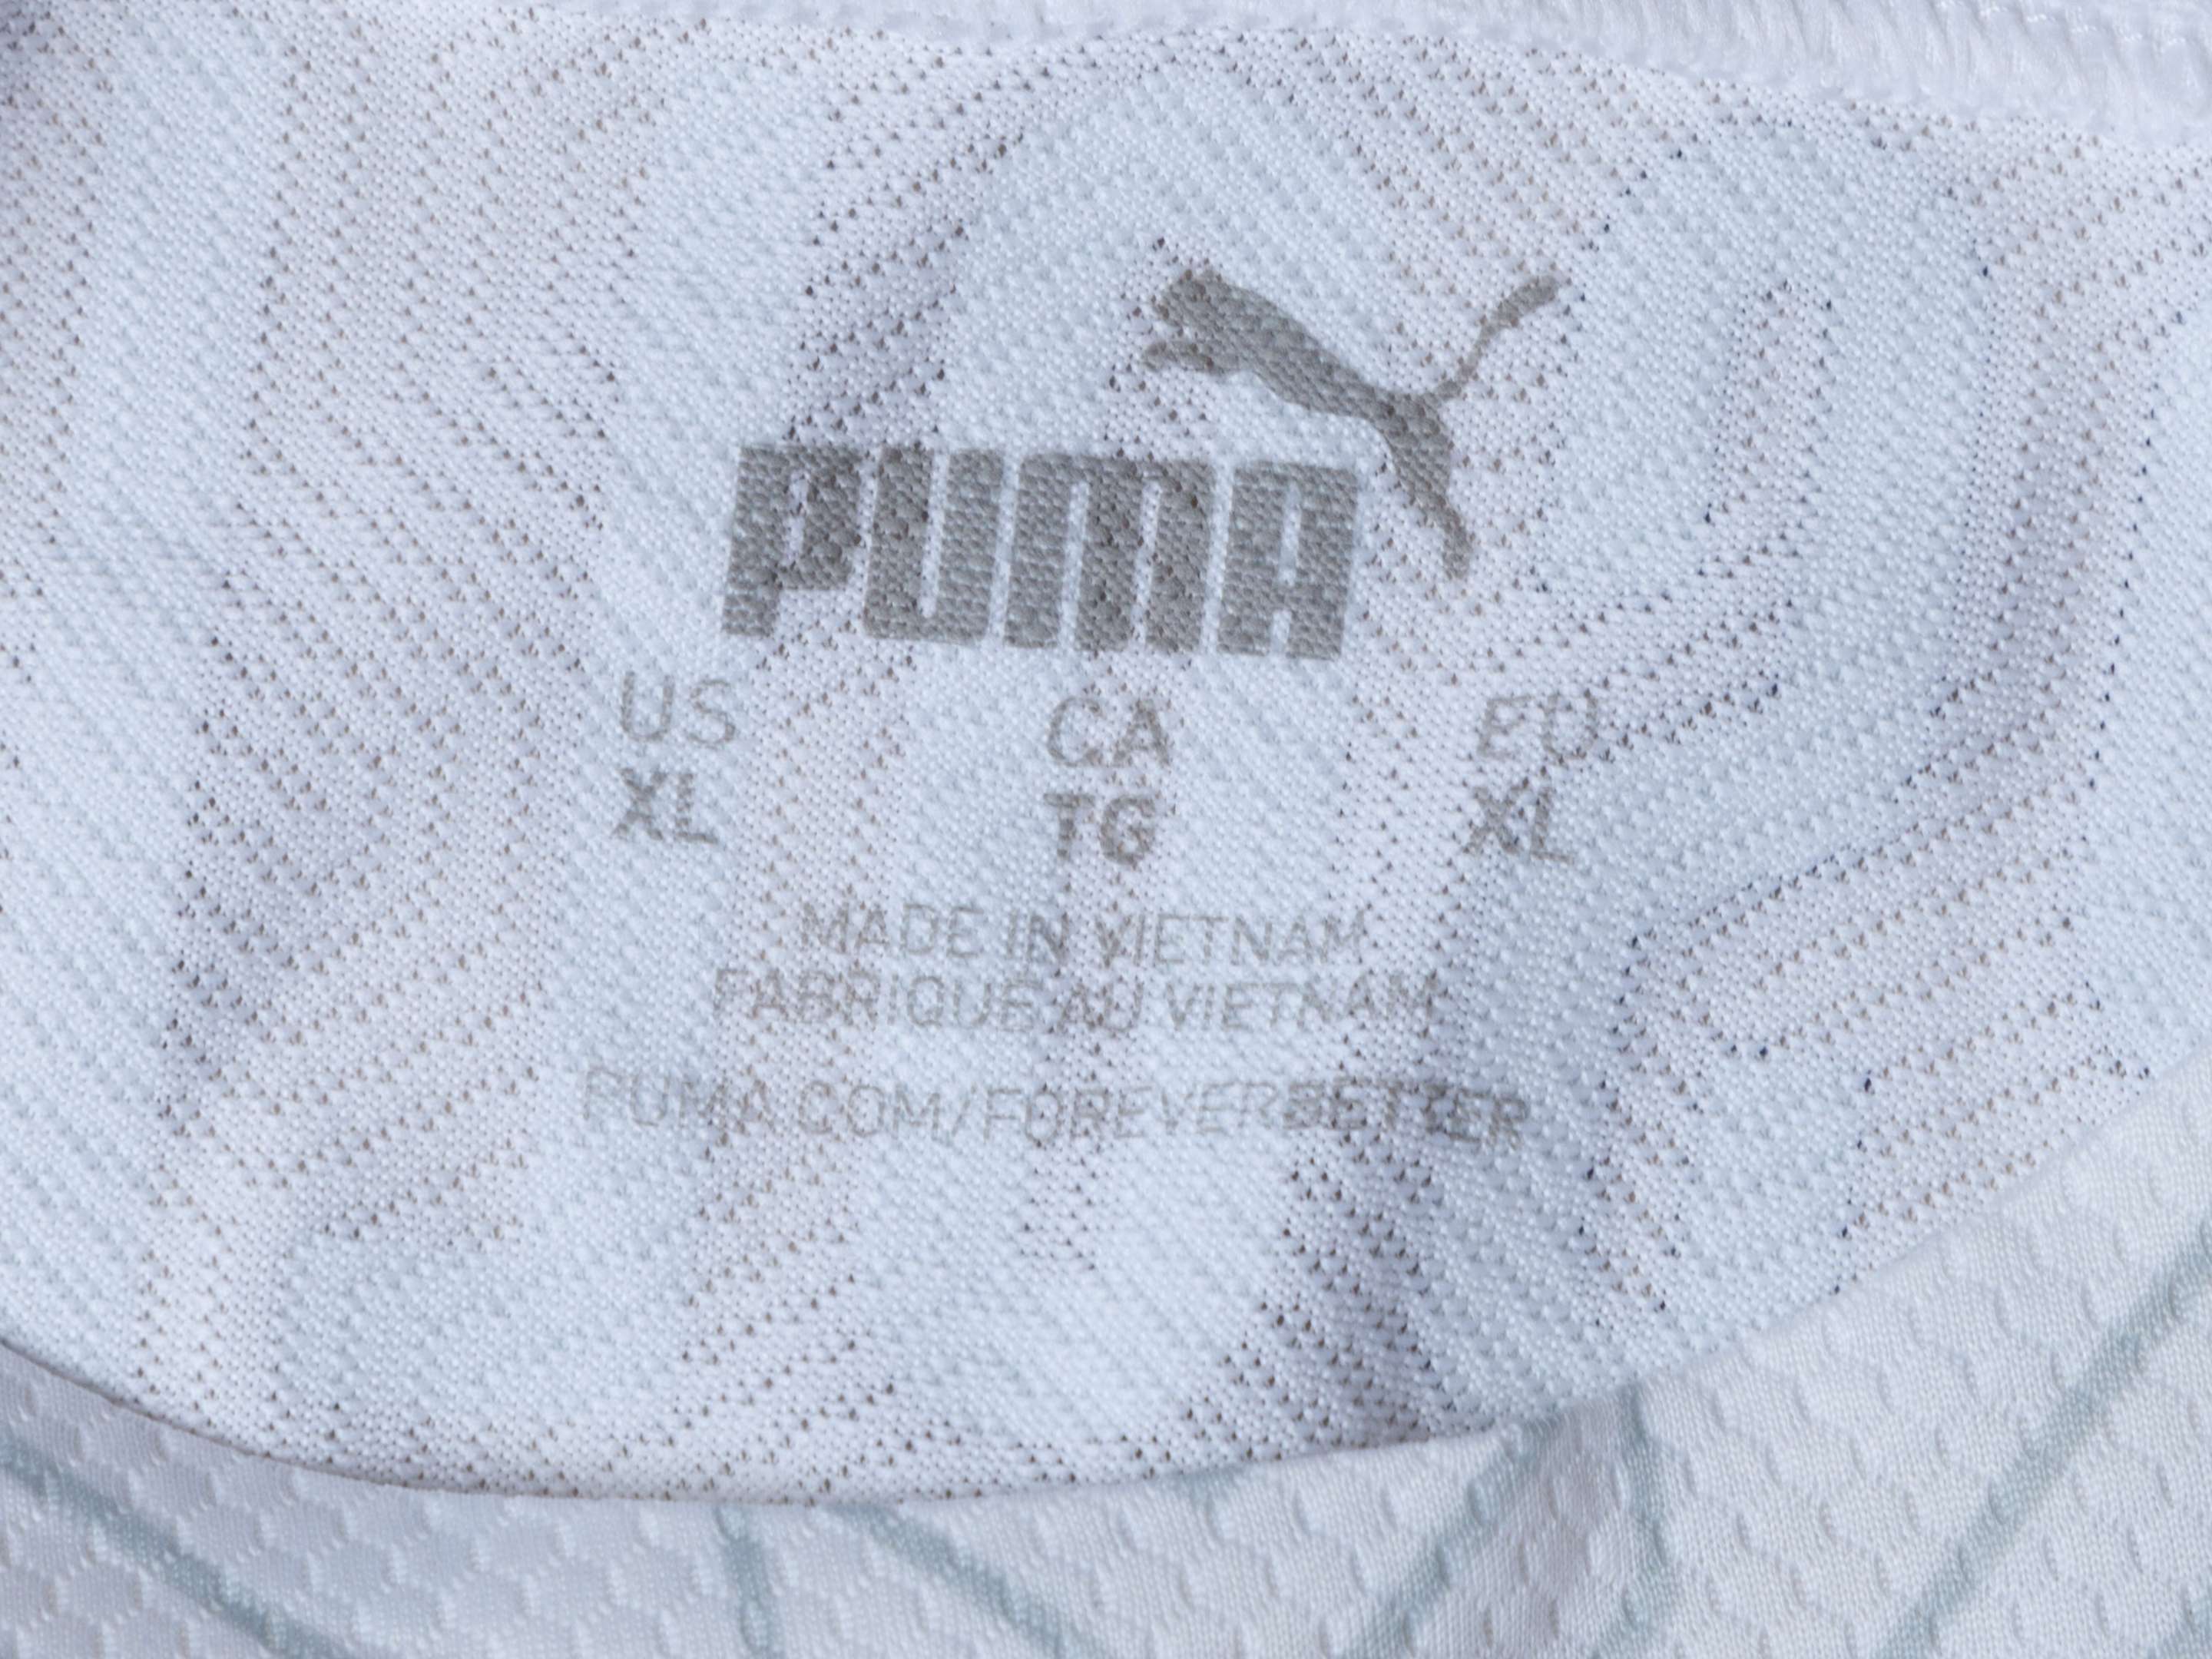 PUMA
US CA EU
XL TG XL
MADE IN VIETNAM
FABRIQUE AU VIETNAM
PUMA.COM/FOREVERBETTER